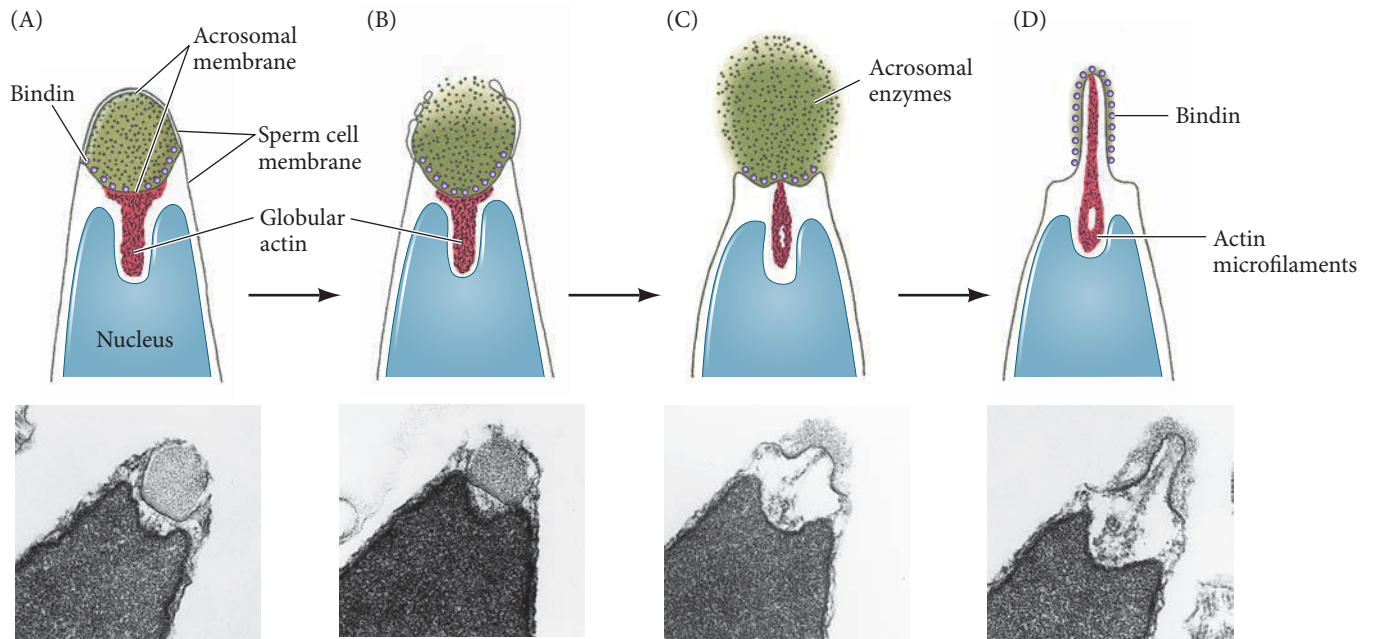 (A)
(B)
(C)
(D)
Acrosomal
membrane
Bindin
Sperm cell
membrane
Globular
actin
Nucleus
Acrosomal
enzymes
Bindin
Actin
microfilaments